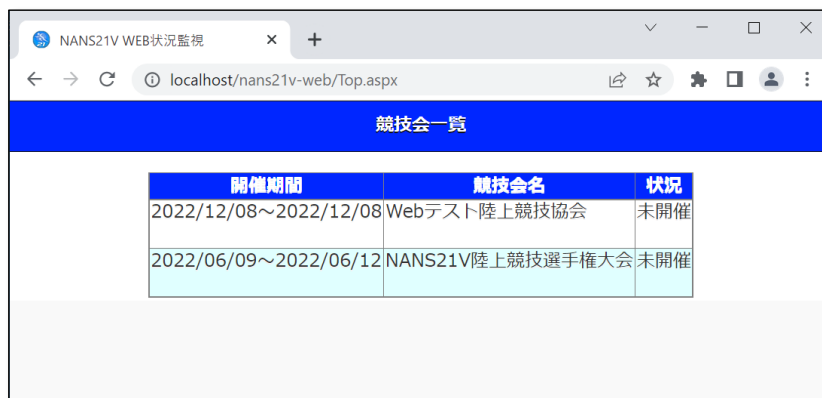 NANS21V WEB状況監視
localhost/nans21v-web/Top.aspx
競技会一覧
開催期間 競技会名 状況
2022/12/08～2022/12/08 Webテスト陸上競技協会 未開催
2022/06/09～2022/06/12 NANS21V陸上競技選手権大会 未開催